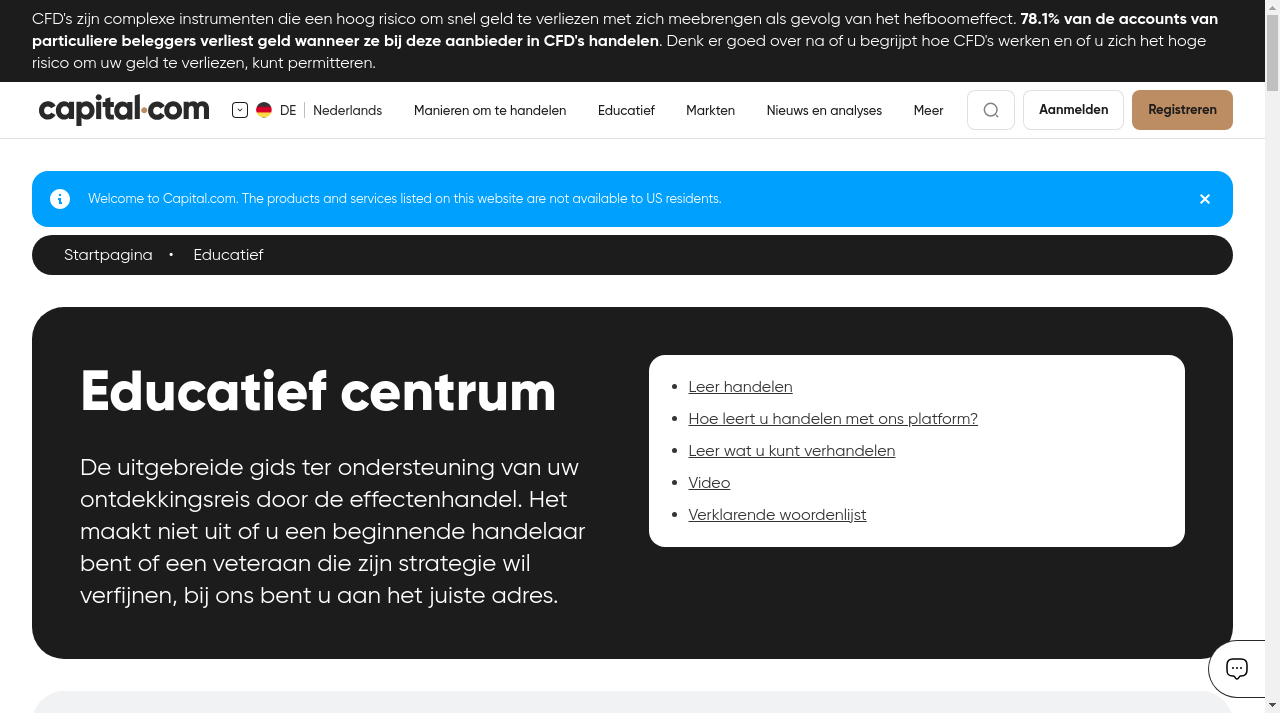 CFD's zijn complexe instrumenten die een hoog risico om snel geld te verliezen met zich meebrengen als gevolg van het hefboomeffect. 78.1% van de accounts van
particuliere beleggers verliest geld wanneer ze bij deze aanbieder in CFD's handelen. Denk er goed over na of u begrijpt hoe CFD's werken en of u zich het hoge
risico om uw geld te verliezen, kunt permitteren.
capital.com DE Nederlands Manieren om te handelen Educatief Markten Nieuws en analyses Meer Aanmelden Registreren
Welcome to Capital.com. The products and services listed on this website are not available to US residents.
Startpagina • Educatief
Educatief centrum
De uitgebreide gids ter ondersteuning van uw
ontdekkingsreis door de effectenhandel. Het
maakt niet uit of u een beginnende handelaar
bent of een veteraan die zijn strategie wil
verfijnen, bij ons bent u aan het juiste adres.
Leer handelen
Hoe leert u handelen met ons platform?
Leer wat u kunt verhandelen
Video
Verklarende woordenlijst